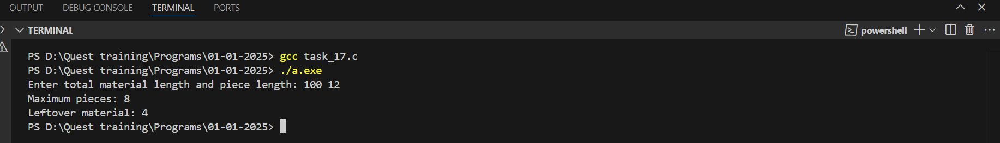 OUTPUT DEBUG CONSOLE TERMINAL PORTS
TERMINAL powershell
PS D:\Quest training\Programs\01-01-2025> gcc task_17.c
PS D:\Quest training\Programs\01-01-2025> ./a.exe
Enter total material length and piece length: 100 12
Maximum pieces: 8
Leftover material: 4
PS D:\Quest training\Programs\01-01-2025>